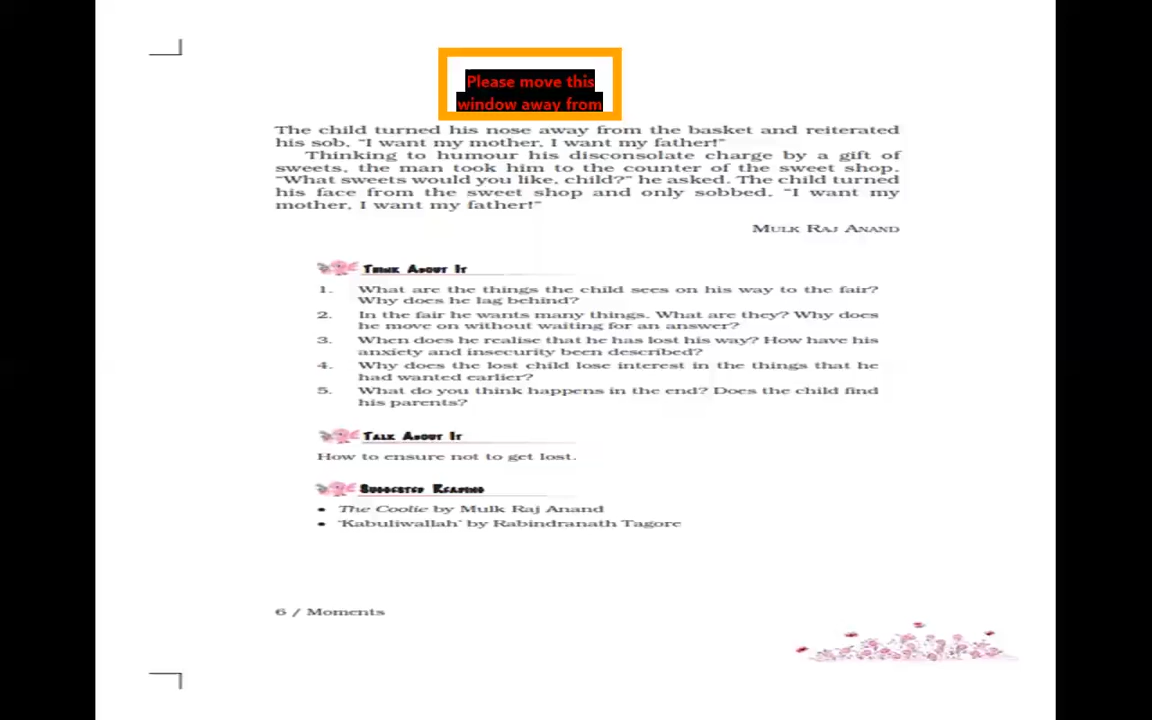 Please move this
window away from
The child turned his nose away from the basket and reiterated
his sob, "I want my mother, I want my father!"
Thinking to humour his disconsolate charge by a gift of
sweets, the man took him to the counter of the sweet shop.
"What sweets would you like, child?" he asked. The child turned
his face from the sweet shop and only sobbed, "I want my
mother, I want my father!"
MULK RAJ ANAND
THINK ABOUT IT
1. What are the things the child sees on his way to the fair?
Why does he lag behind?
2. In the fair he wants many things. What are they? Why does
he move on without waiting for an answer?
3. When does he realise that he has lost his way? How have his
anxiety and insecurity been described?
4. Why does the lost child lose interest in the things that he
had wanted earlier?
5. What do you think happens in the end? Does the child find
his parents?
TALK ABOUT IT
How to ensure not to get lost.
SUGGESTED READING
• The Coolie by Mulk Raj Anand
• 'Kabuliwallah' by Rabindranath Tagore
6 / Moments